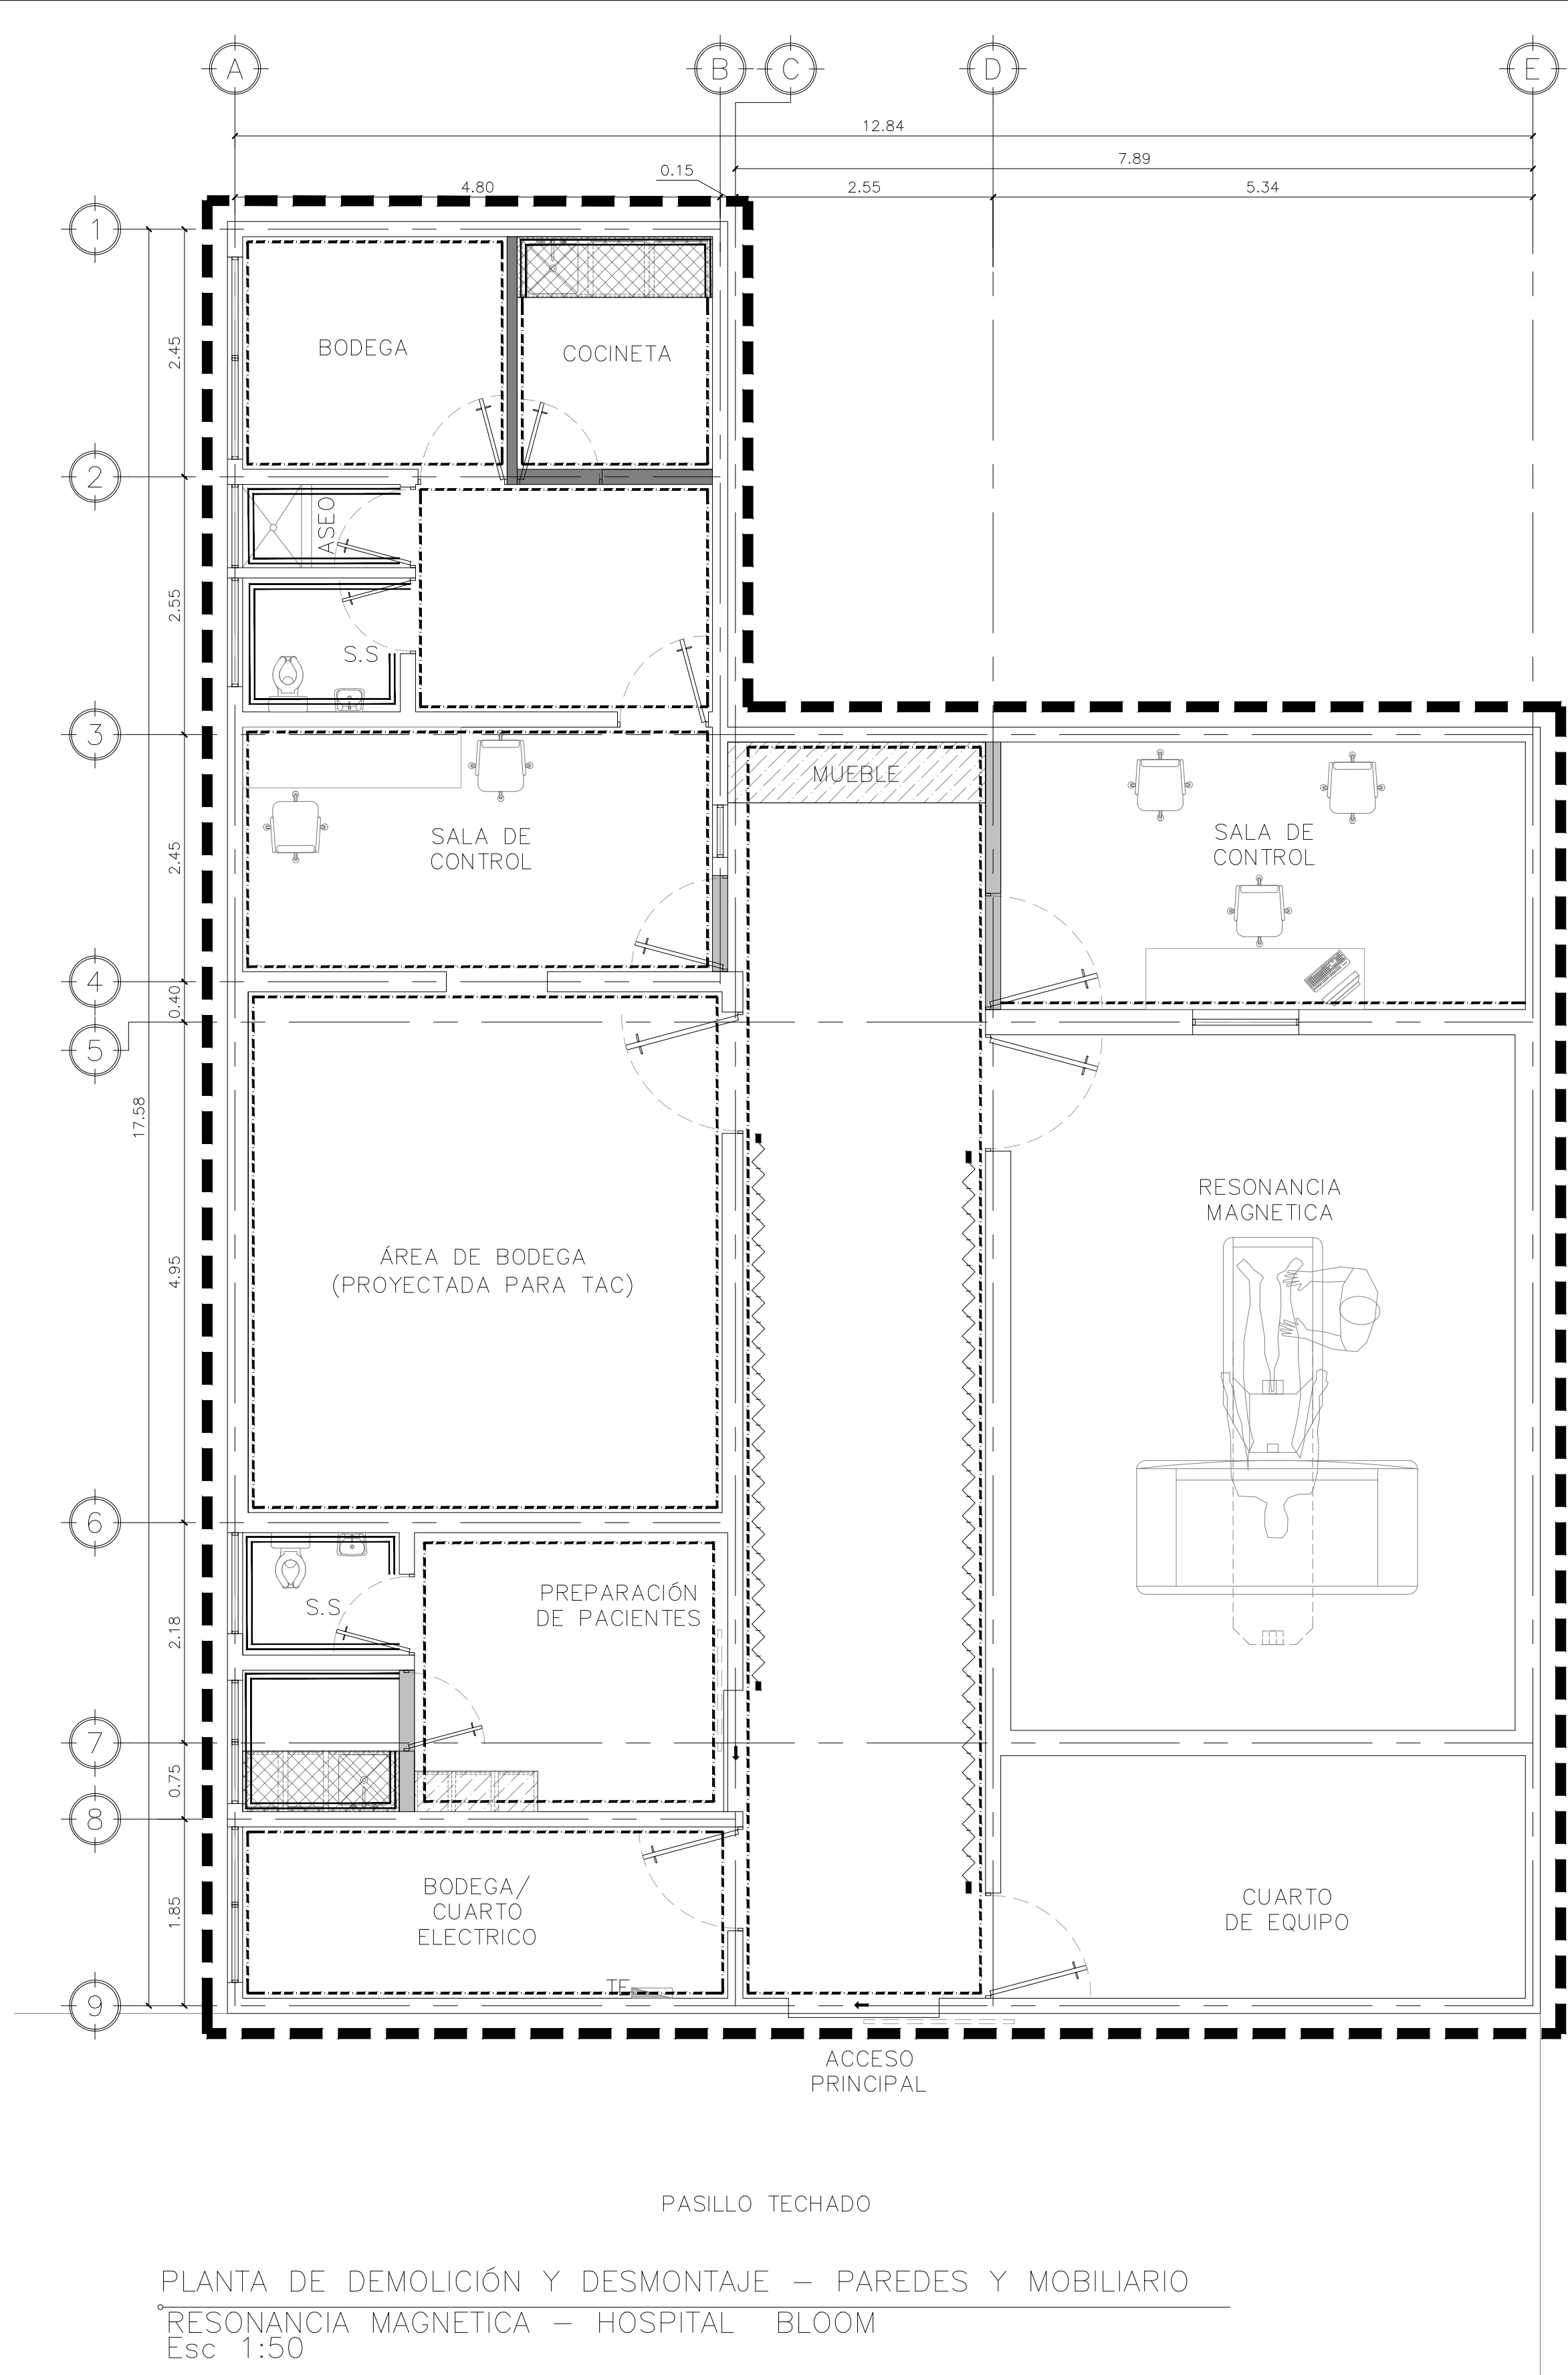 A B C D E
12.84
7.89
0.15
4.80 2.55 5.34
1
2.45
BODEGA
COCINETA
2
ASEO
2.55
S.S
3
MUEBLE
2.45
SALA DE
CONTROL
SALA DE
CONTROL
4
0.40
5
17.58
RESONANCIA
MAGNETICA
4.95
ÁREA DE BODEGA
(PROYECTADA PARA TAC)
6
PREPARACIÓN
DE PACIENTES
S.S
2.18
7
0.75
8
1.85
BODEGA/
CUARTO
ELECTRICO
CUARTO
DE EQUIPO
TE
9
ACCESO
PRINCIPAL
PASILLO TECHADO
PLANTA DE DEMOLICIÓN Y DESMONTAJE – PAREDES Y MOBILIARIO
RESONANCIA MAGNETICA – HOSPITAL BLOOM
Esc 1:50